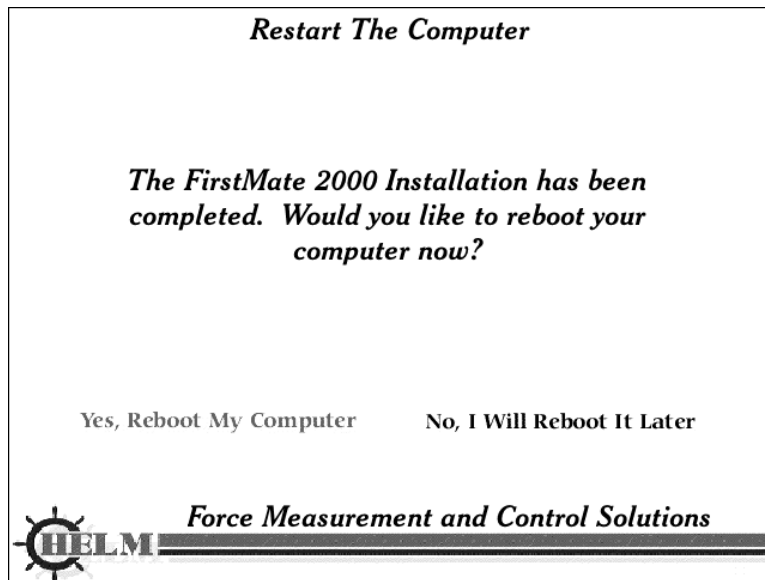 Restart The Computer
The FirstMate 2000 Installation has been
completed. Would you like to reboot your
computer now?
Yes, Reboot My Computer
No, I Will Reboot It Later
Force Measurement and Control Solutions
HELM